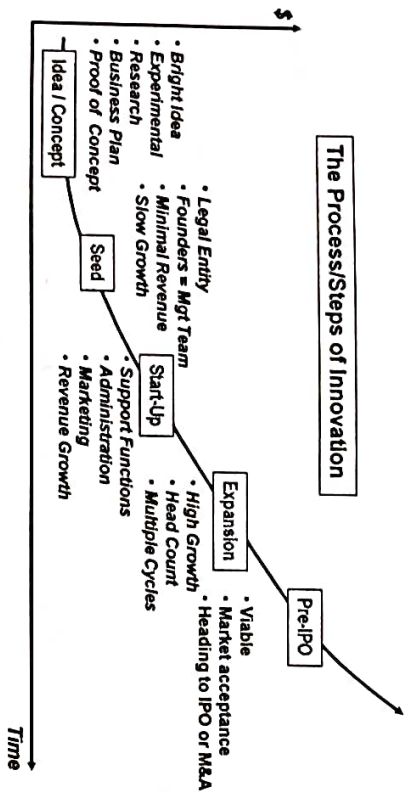 The Process/Steps of Innovation
$
• Bright Idea
• Experimental
• Research
• Business Plan
• Proof of Concept
Idea / Concept
• Legal Entity
• Founders = Mgt Team
• Minimal Revenue
• Slow Growth
Seed
Start-Up
• Support Functions
• Administration
• Marketing
• Revenue Growth
Expansion
• High Growth
• Head Count
• Multiple Cycles
Pre-IPO
• Viable
• Market acceptance
• Heading to IPO or M&A
Time